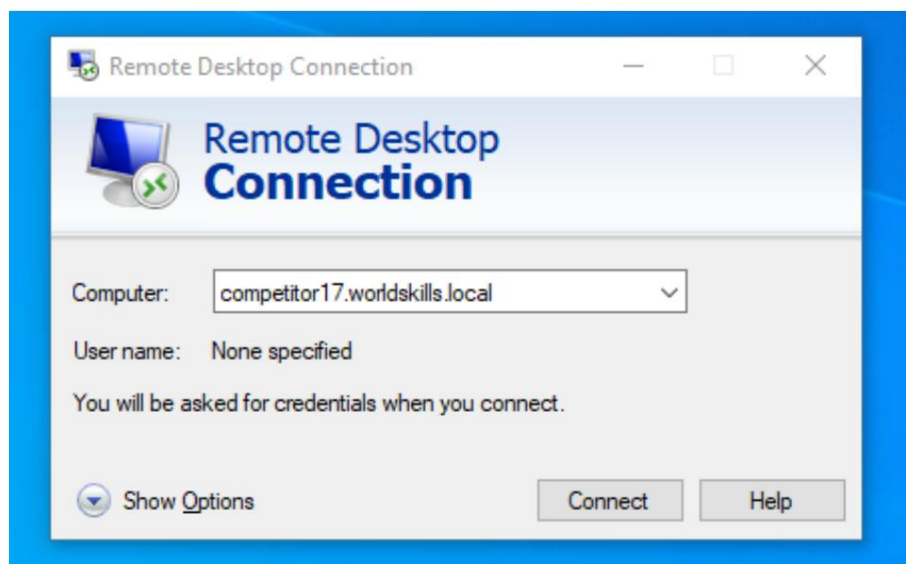 Remote Desktop Connection
Remote Desktop
Connection
Computer: competitor17.worldskills.local
User name: None specified
You will be asked for credentials when you connect.
Show Options Connect Help